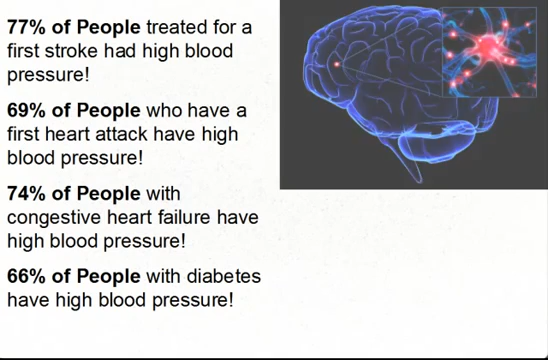 77% of People treated for a
first stroke had high blood
pressure!
69% of People who have a
first heart attack have high
blood pressure!
74% of People with
congestive heart failure have
high blood pressure!
66% of People with diabetes
have high blood pressure!